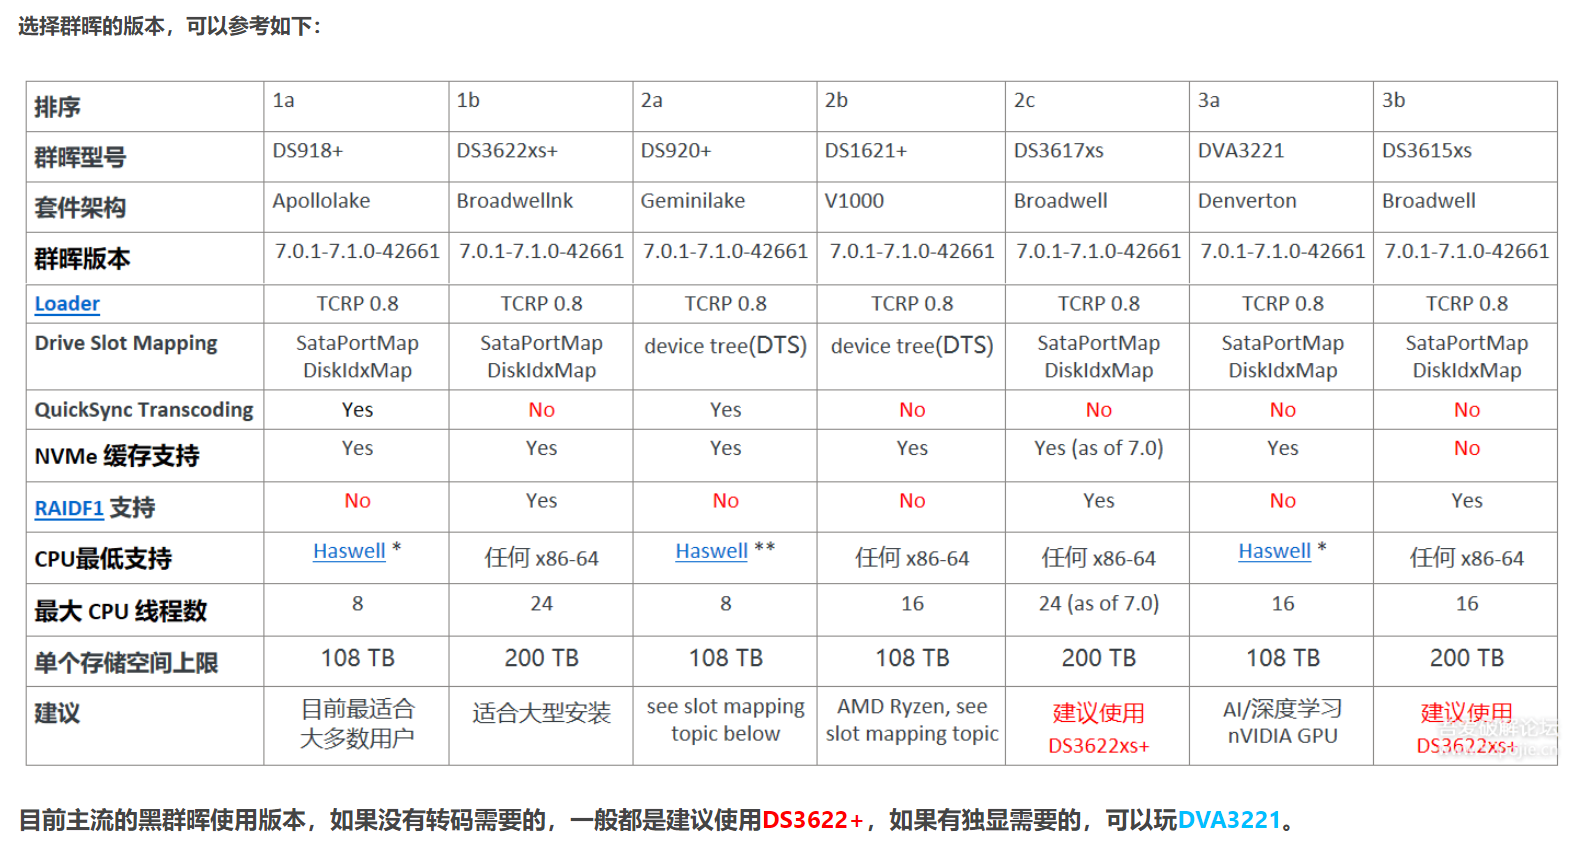 选择群晖的版本，可以参考如下：
排序 1a 1b 2a 2b 2c 3a 3b
群晖型号 DS918+ DS3622xs+ DS920+ DS1621+ DS3617xs DVA3221 DS3615xs
套件架构 Apollolake Broadwellnk Geminilake V1000 Broadwell Denverton Broadwell
群晖版本 7.0.1-7.1.0-42661 7.0.1-7.1.0-42661 7.0.1-7.1.0-42661 7.0.1-7.1.0-42661 7.0.1-7.1.0-42661 7.0.1-7.1.0-42661 7.0.1-7.1.0-42661
Loader TCRP 0.8 TCRP 0.8 TCRP 0.8 TCRP 0.8 TCRP 0.8 TCRP 0.8 TCRP 0.8
Drive Slot Mapping SataPortMap SataPortMap device tree(DTS) device tree(DTS) SataPortMap SataPortMap SataPortMap
DiskIdxMap DiskIdxMap DiskIdxMap DiskIdxMap DiskIdxMap
QuickSync Transcoding Yes No Yes No No No No
NVMe 缓存支持 Yes Yes Yes Yes Yes (as of 7.0) Yes No
RAIDF1 支持 No Yes No No Yes No Yes
CPU最低支持 Haswell * 任何 x86-64 Haswell ** 任何 x86-64 任何 x86-64 Haswell * 任何 x86-64
最大 CPU 线程数 8 24 8 16 24 (as of 7.0) 16 16
单个存储空间上限 108 TB 200 TB 108 TB 108 TB 200 TB 108 TB 200 TB
建议 目前最适合 适合大型安装 see slot mapping AMD Ryzen, see 建议使用 AI/深度学习 建议使用
大多数用户 topic below slot mapping topic DS3622xs+ nVIDIA GPU DS3622xs+
吾爱破解论坛
www.52pojie.cn
目前主流的黑群晖使用版本，如果没有转码需要的，一般都是建议使用DS3622+，如果有独显需要的，可以玩DVA3221。